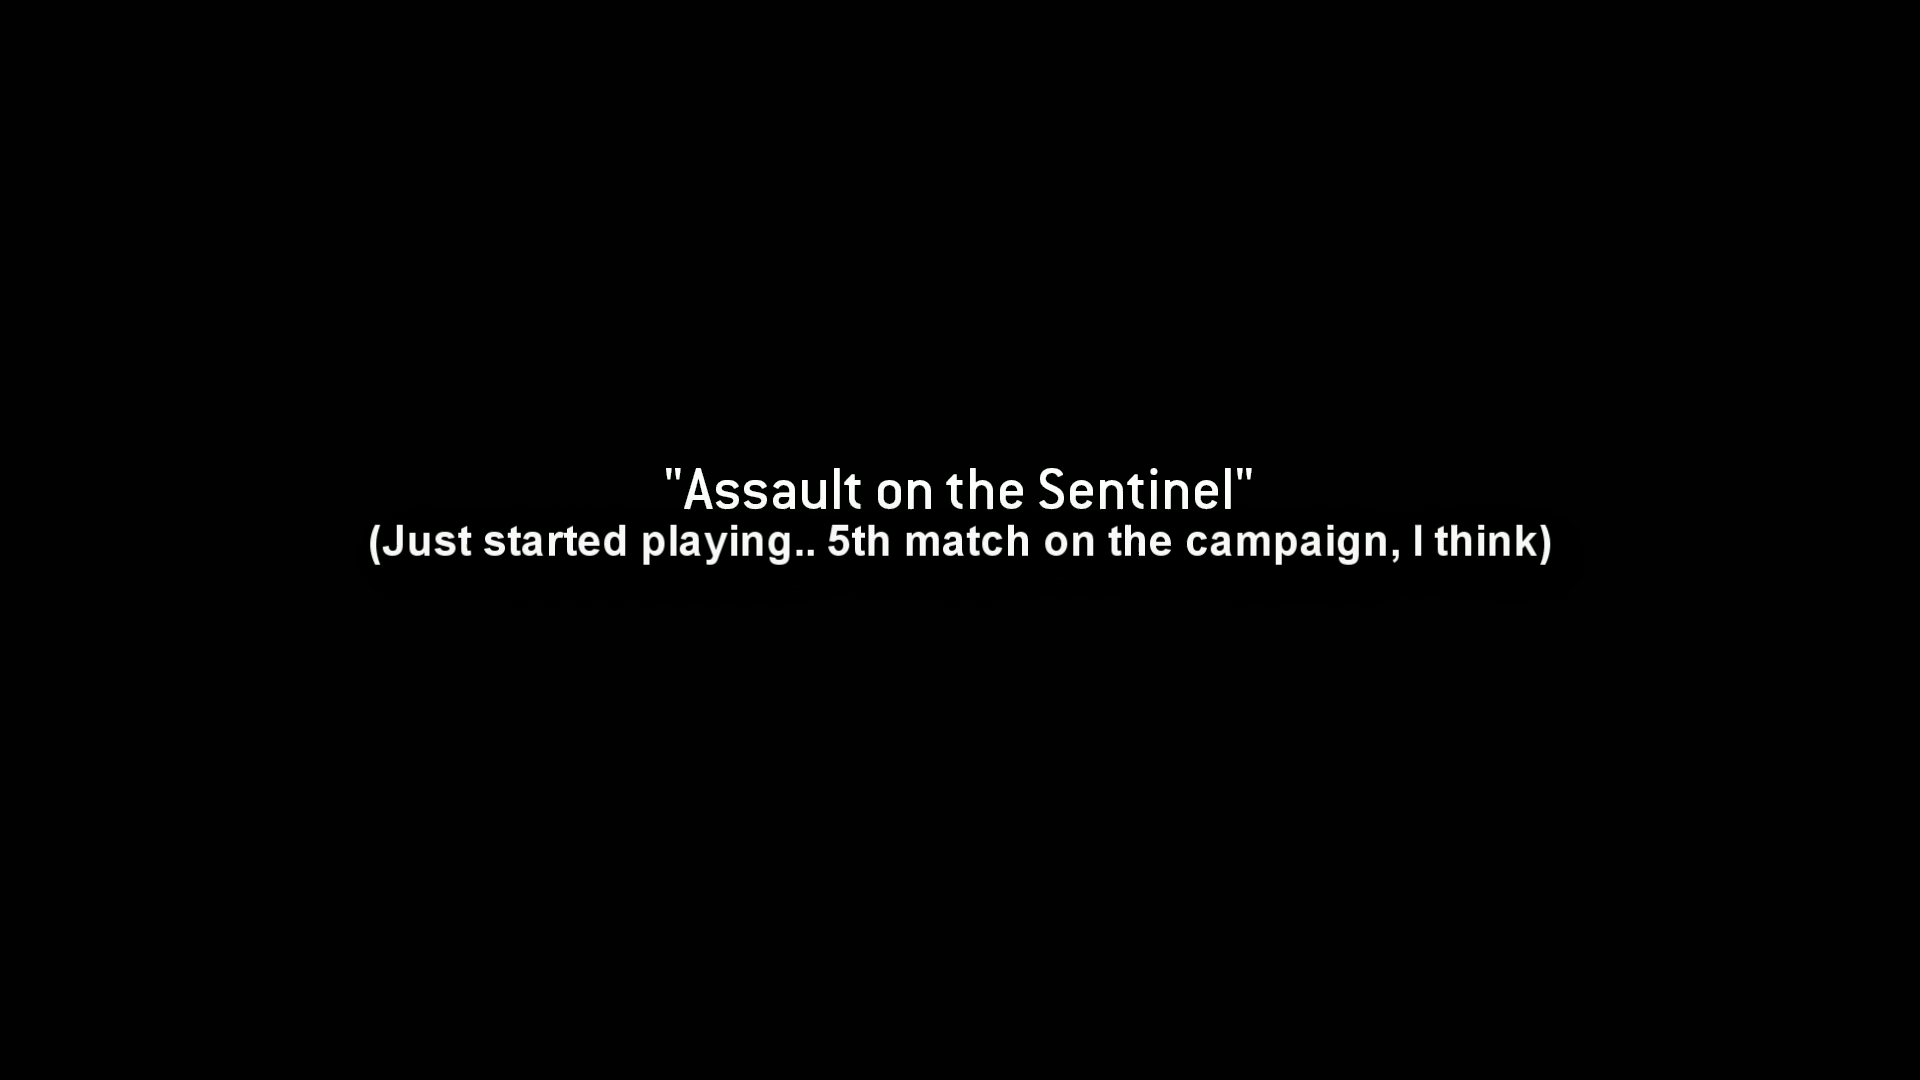 "Assault on the Sentinel"
(Just started playing.. 5th match on the campaign, I think)